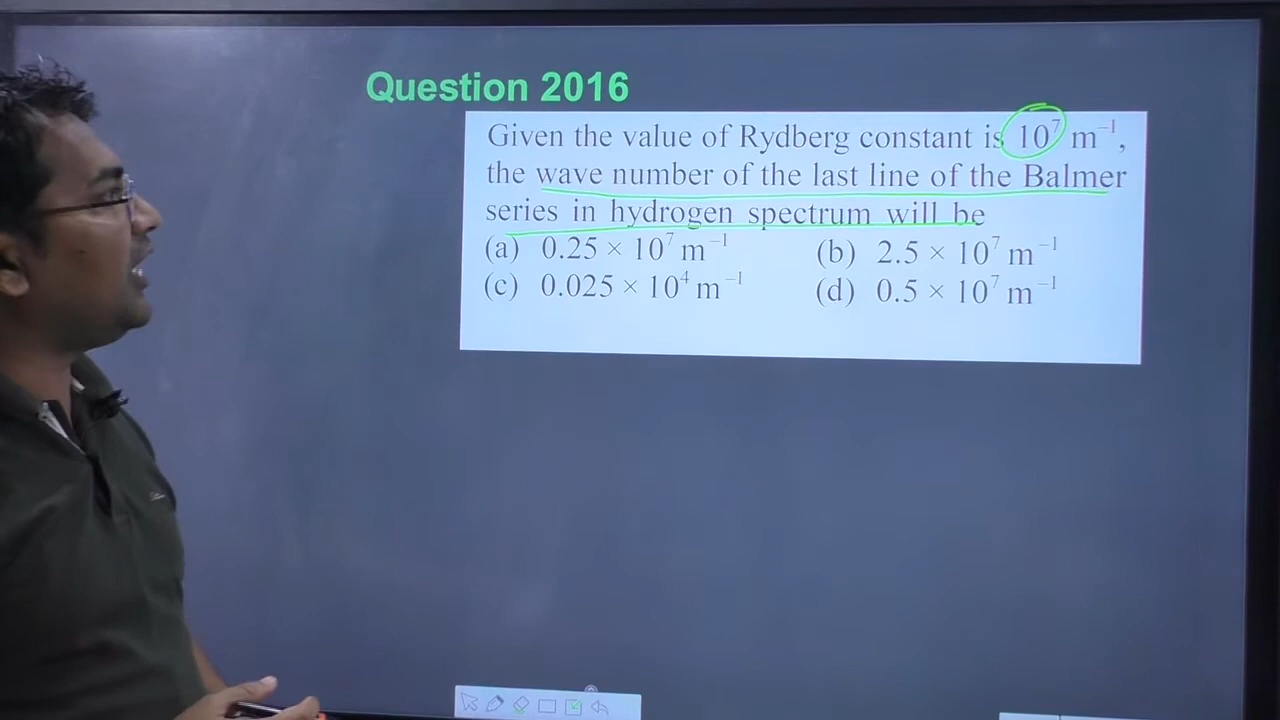 Question 2016
Given the value of Rydberg constant is 10⁷ m⁻¹,
the wave number of the last line of the Balmer
series in hydrogen spectrum will be
(a) 0.25 × 10⁷ m⁻¹ (b) 2.5 × 10⁷ m⁻¹
(c) 0.025 × 10⁴ m⁻¹ (d) 0.5 × 10⁷ m⁻¹